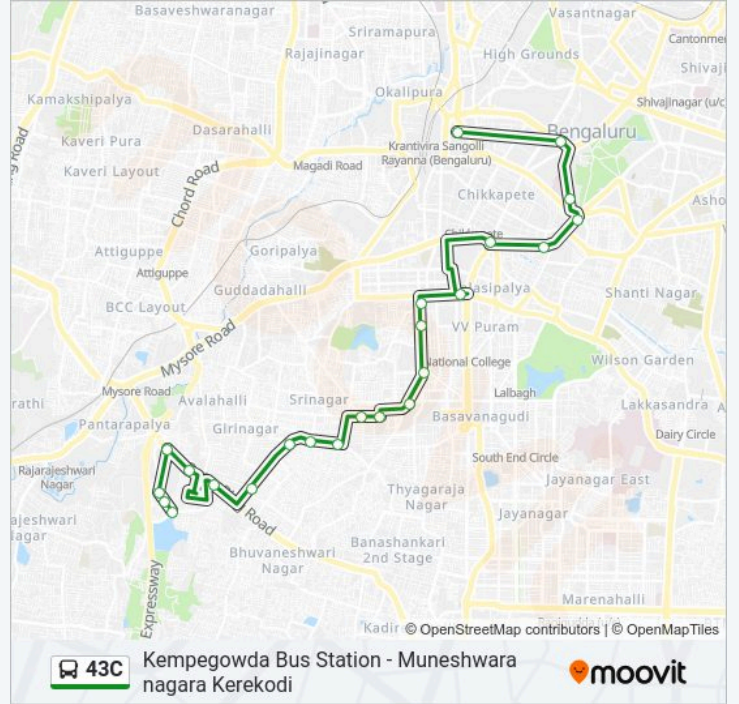 Basaveshwaranagar
Vasantnagar
Sriramapura
Cantonmen
High Grounds
Rajajinagar
Shivaji
Okalipura
Kamakshipalya
Shivajinagar (u/c)
Dasarahalli
Bengaluru
Kaveri Pura
Krantivira Sangolli
Rayanna (Bengaluru)
Magadi Road
Kaveri Layout
Chord Road
Chikkapete
Asho
Attiguppe
Goripalya
Attiguppe
Guddadahalli
Shanti Nagar
BCC Layout
VV Puram
Mysore Road
National College
Wilson Garden
Mysore Road
Avalahalli
Srinagar
Lalbagh
Lakkasandra
Pantarapalya
Girinagar
Basavanagudi
Dairy Circle
Rajarajeshwari
Nagar
South End Circle
Jayanagar East
Thyagaraja
Nagar
Jayanagar
Road
Bhuvaneshwari
Nagar
Banashankari
2nd Stage
Expressway
Marenahalli
Kadir
© OpenStreetMap contributors | © OpenMapTiles
43C
Kempegowda Bus Station - Muneshwara
nagara Kerekodi
moovit